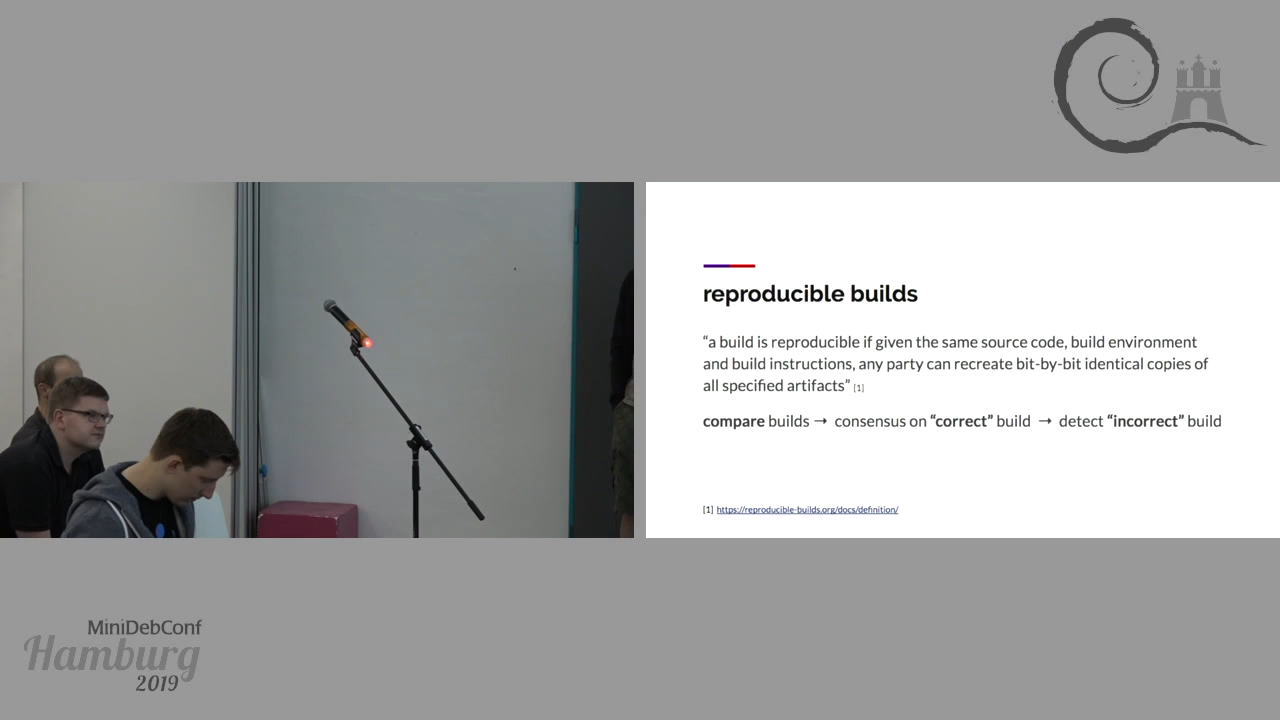 reproducible builds
“a build is reproducible if given the same source code, build environment
and build instructions, any party can recreate bit-by-bit identical copies of
all specified artifacts” [1]
compare builds → consensus on “correct” build → detect “incorrect” build
[1] https://reproducible-builds.org/docs/definition/
MiniDebConf
Hamburg
2019